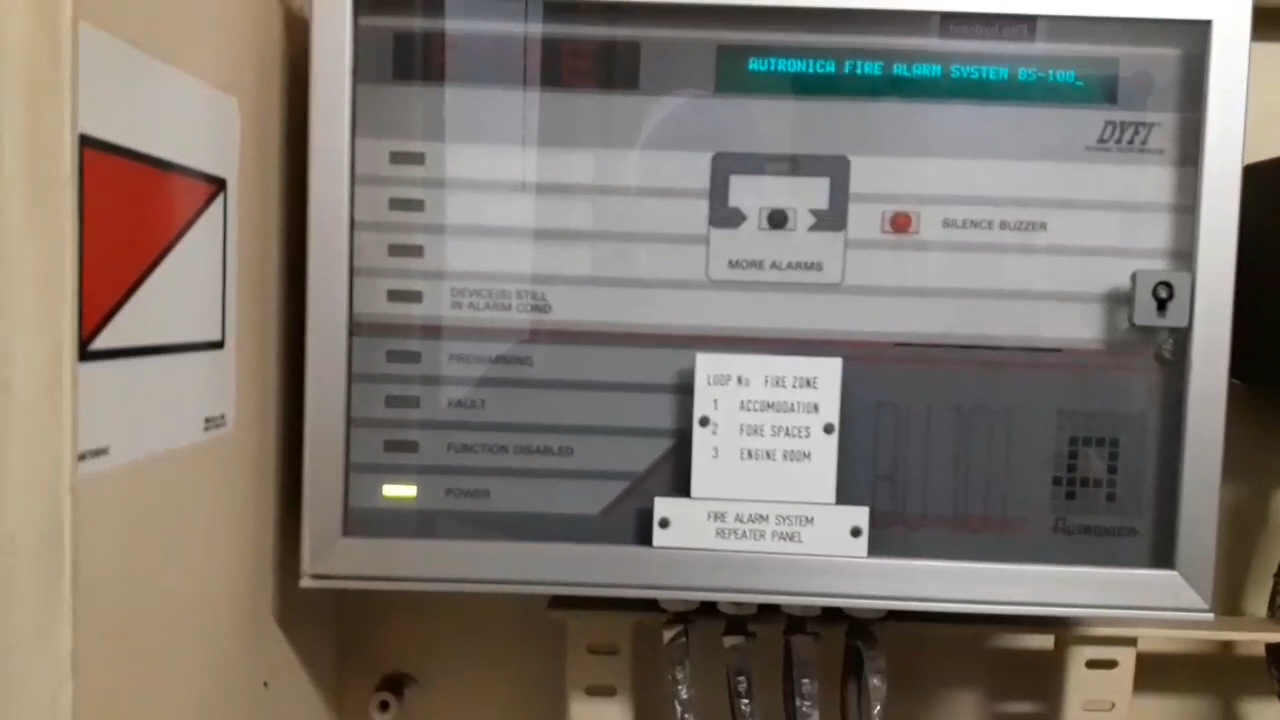 AUTRONICA FIRE ALARM SYSTEM BS-100_
DYFI
MORE ALARMS
SILENCE BUZZER
DEVICE(S) STILL
IN ALARM COND
PREWARNING
FAULT
FUNCTION DISABLED
POWER
LOOP No FIRE ZONE
1 ACCOMODATION
2 FORE SPACES
3 ENGINE ROOM
FIRE ALARM SYSTEM
REPEATER PANEL
AUTRONICA